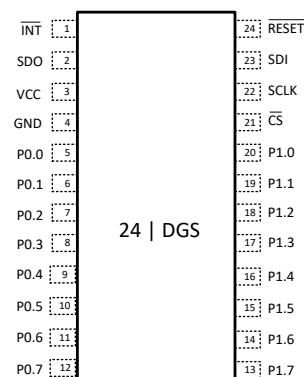 INT 1 24 RESET
SDO 2 23 SDI
VCC 3 22 SCLK
GND 4 21 CS
P0.0 5 20 P1.0
P0.1 6 19 P1.1
P0.2 7 18 P1.2
P0.3 8 17 P1.3
24 | DGS
P0.4 9 16 P1.4
P0.5 10 15 P1.5
P0.6 11 14 P1.6
P0.7 12 13 P1.7